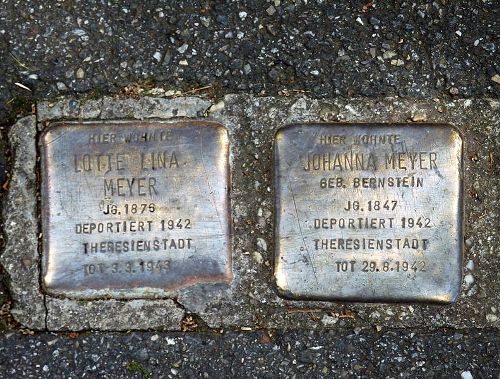 HIER WOHNTE
LOTTE LINA
MEYER
JG. 1875
DEPORTIERT 1942
THERESIENSTADT
TOT 3.3.1943
HIER WOHNTE
JOHANNA MEYER
GEB. BERNSTEIN
JG. 1847
DEPORTIERT 1942
THERESIENSTADT
TOT 29.8.1942